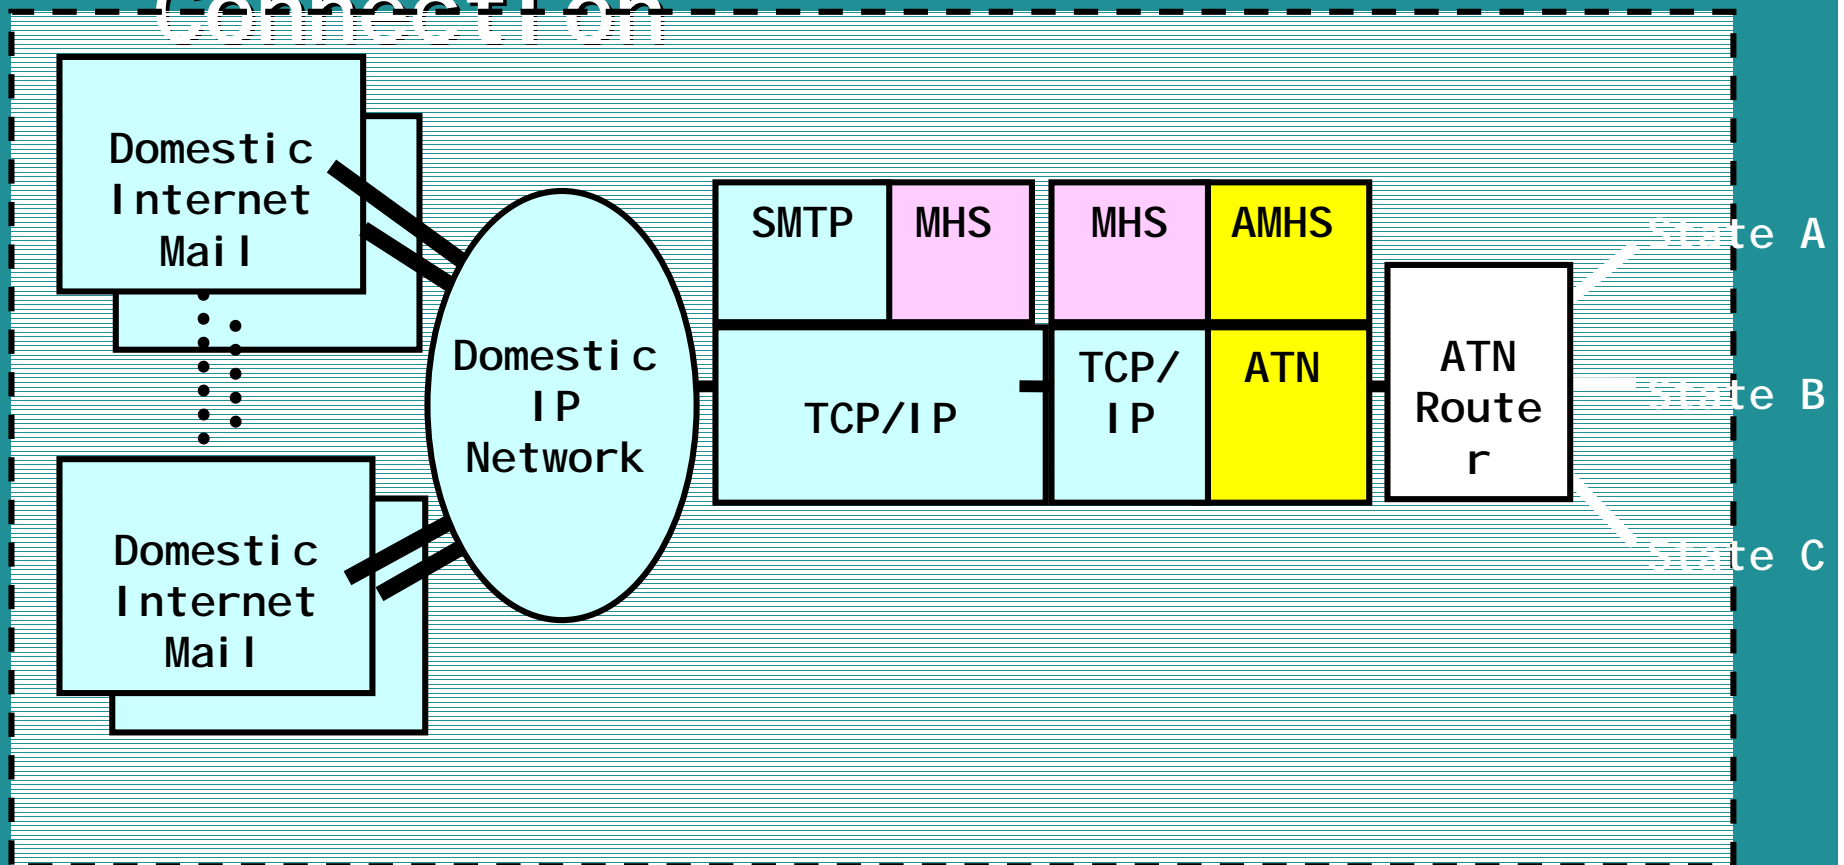 Connection
Domestic
Internet
Mail
SMTP
MHS
MHS
AMHS
State A
Domestic
IP
Network
TCP/IP
TCP/
IP
ATN
ATN
Route
r
State B
Domestic
Internet
Mail
State C